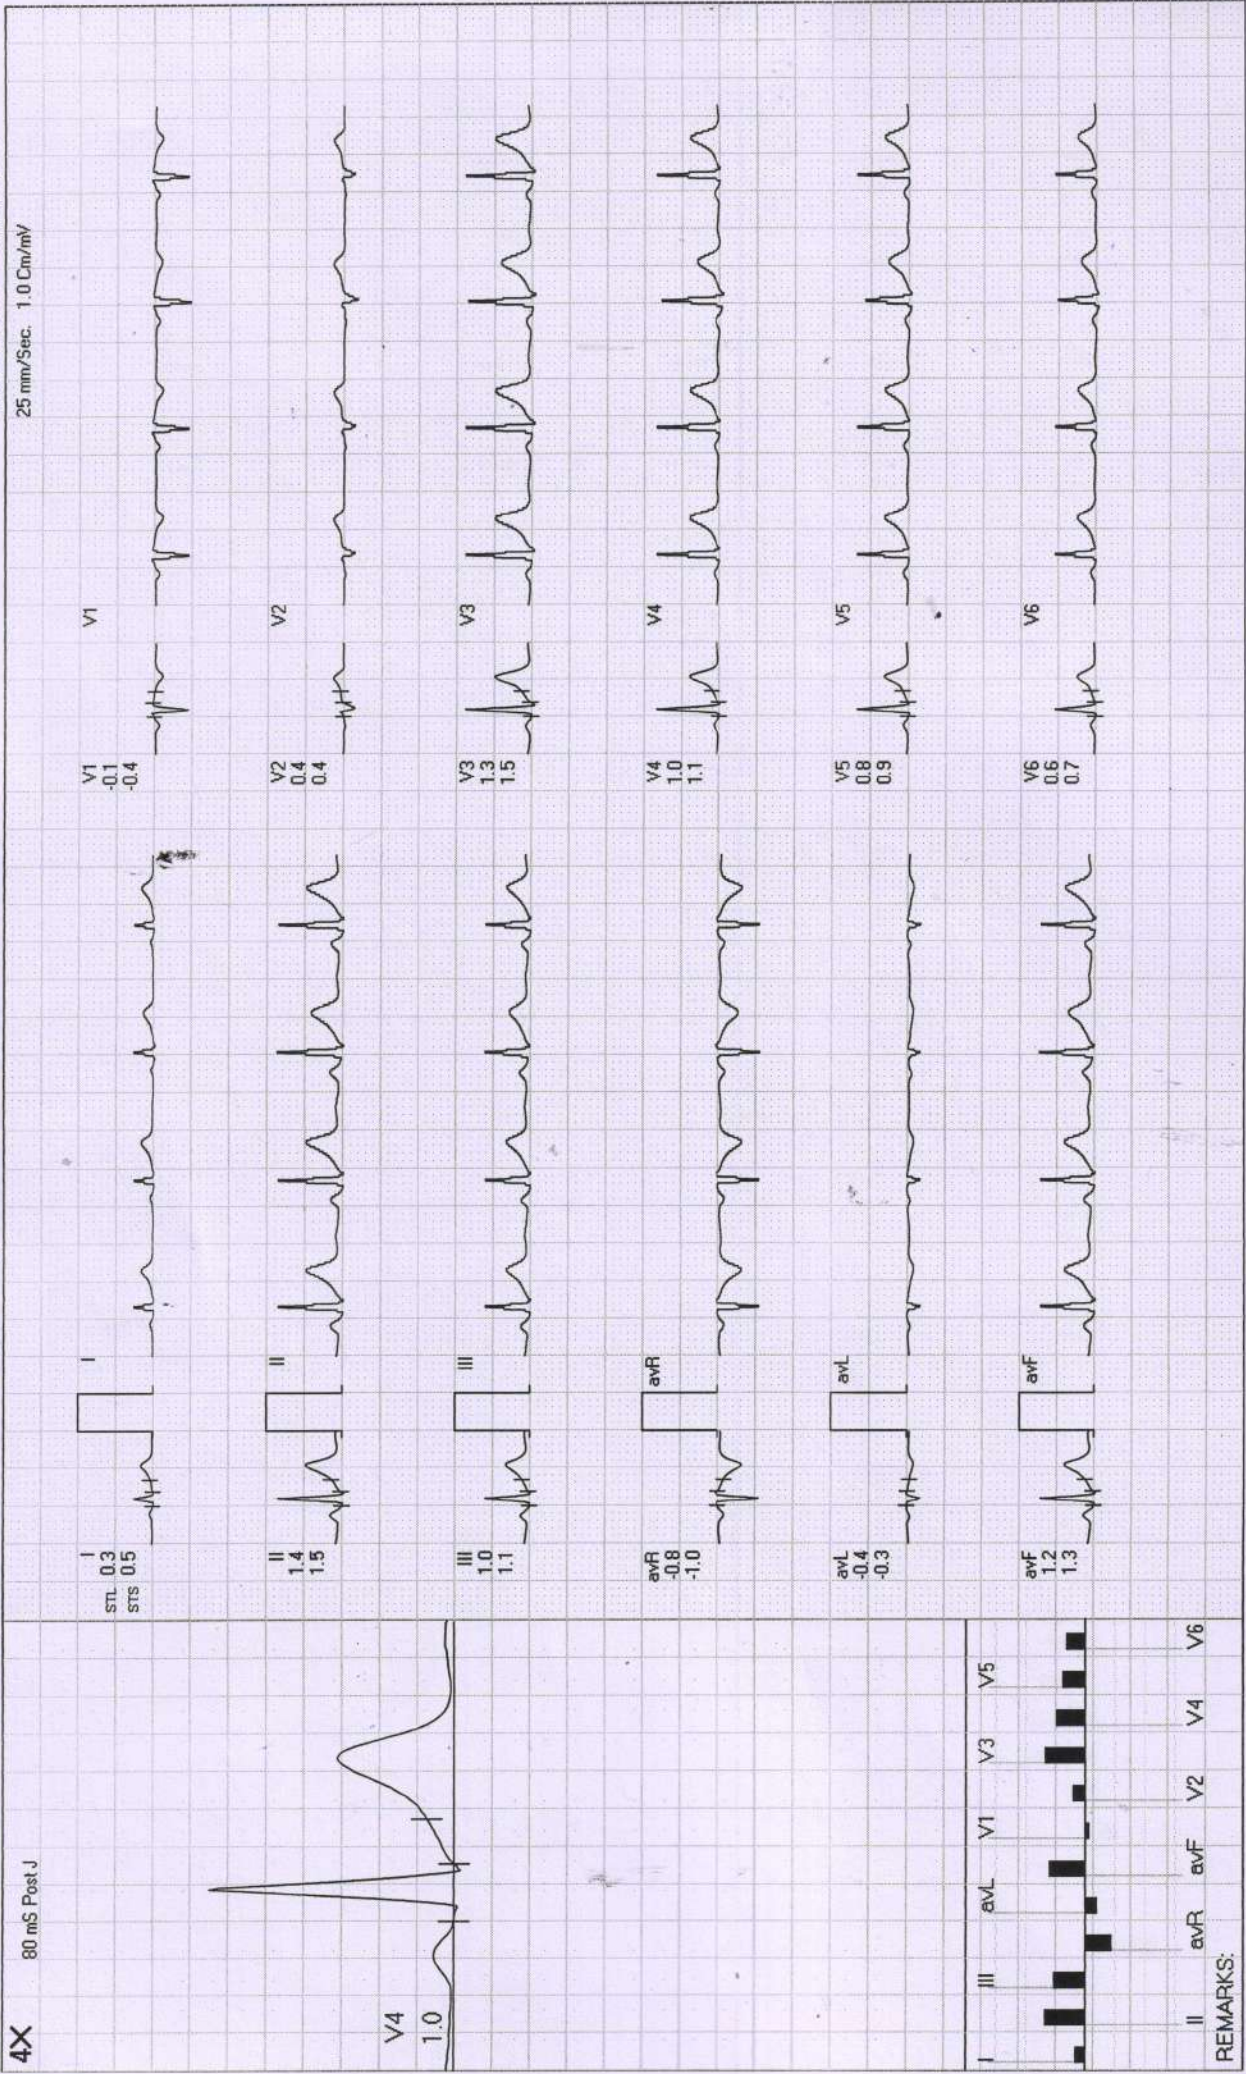 4X
80 mS Post J
25 mm/Sec. 1.0 Cm/mV
V4
1.0
I
STL 0.3
STS 0.5
I
V1
-0.1
-0.4
V1
II
1.4
1.5
II
V2
0.4
0.4
V2
III
1.0
1.1
III
V3
1.3
1.5
V3
avR
-0.8
-1.0
avR
V4
1.0
1.1
V4
avL
-0.4
-0.3
avL
V5
0.8
0.9
V5
avF
1.2
1.3
avF
V6
0.6
0.7
V6
I III avL V1 V3 V5
II avR avF V2 V4 V6
REMARKS: